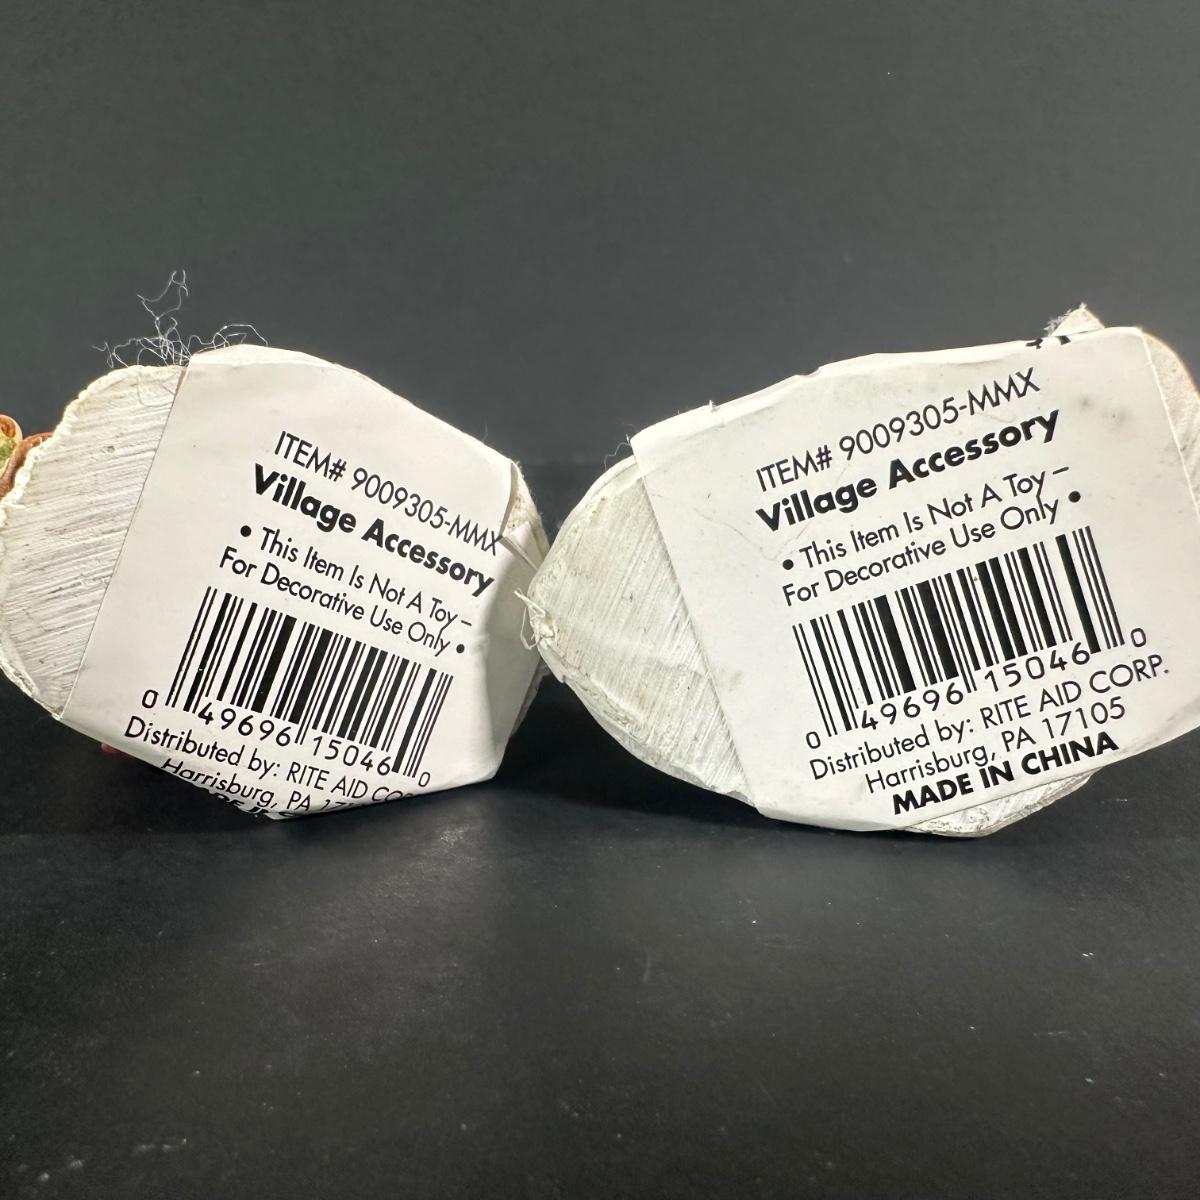 ITEM# 9009305-MMX
Village Accessory
• This Item Is Not A Toy –
For Decorative Use Only •
0 49696 15046 0
Distributed by: RITE AID
Harrisburg, PA
ITEM# 9009305-MMX
Village Accessory
• This Item Is Not A Toy –
For Decorative Use Only •
0 49696 15046 0
Distributed by: RITE AID CORP.
Harrisburg, PA 17105
MADE IN CHINA